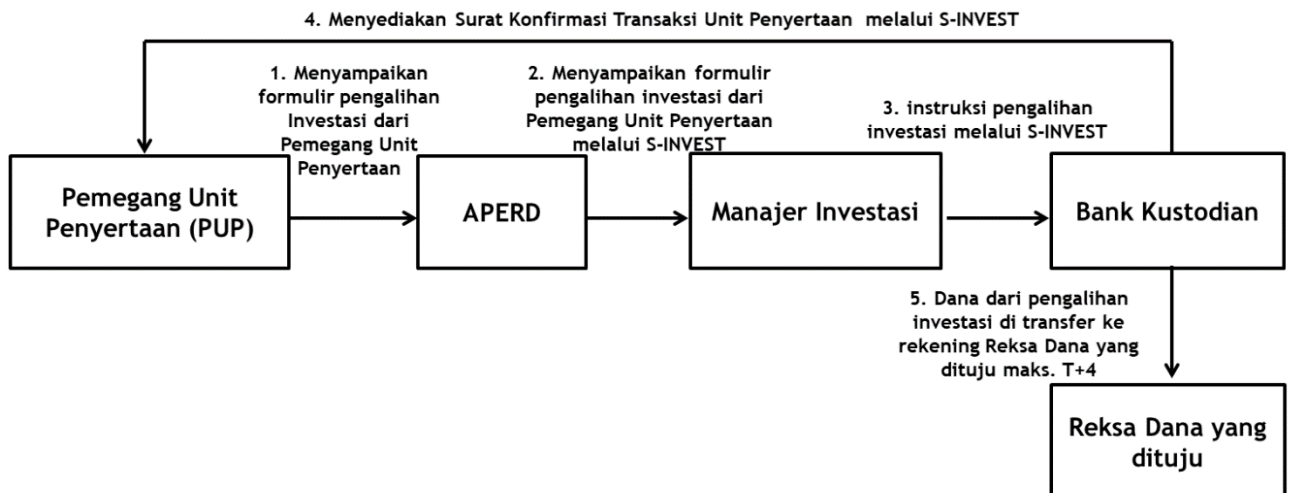 4. Menyediakan Surat Konfirmasi Transaksi Unit Penyertaan melalui S-INVEST
1. Menyampaikan
formulir pengalihan
Investasi dari
Pemegang Unit
Penyertaan
2. Menyampaikan formulir
pengalihan investasi dari
Pemegang Unit Penyertaan
melalui S-INVEST
3. instruksi pengalihan
investasi melalui S-INVEST
Pemegang Unit
Penyertaan (PUP)
APERD
Manajer Investasi
Bank Kustodian
5. Dana dari pengalihan
investasi di transfer ke
rekening Reksa Dana yang
dituju maks. T+4
Reksa Dana yang
dituju